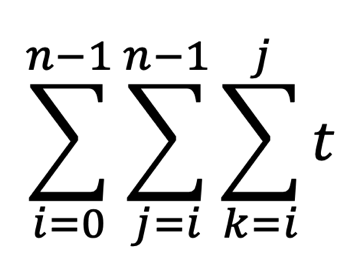 n−1 n−1 j
∑ ∑ ∑ t
i=0 j=i k=i